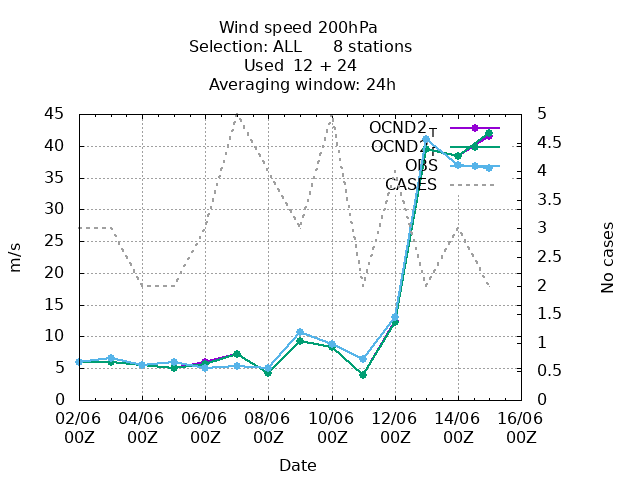 Wind speed 200hPa
Selection: ALL 8 stations
Used 12 + 24
Averaging window: 24h
45
40
35
30
25
20
15
10
5
0
m/s
5
4.5
4
3.5
3
2.5
2
1.5
1
0.5
0
No cases
OCND2T
OCND2
OBS
CASES
02/06 04/06 06/06 08/06 10/06 12/06 14/06 16/06
00Z 00Z 00Z 00Z 00Z 00Z 00Z 00Z
Date